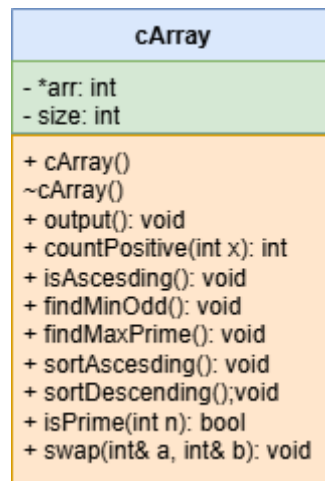 cArray
- *arr: int
- size: int
+ cArray()
~cArray()
+ output(): void
+ countPositive(int x): int
+ isAscesding(): void
+ findMinOdd(): void
+ findMaxPrime(): void
+ sortAscesding(): void
+ sortDescending();void
+ isPrime(int n): bool
+ swap(int& a, int& b): void